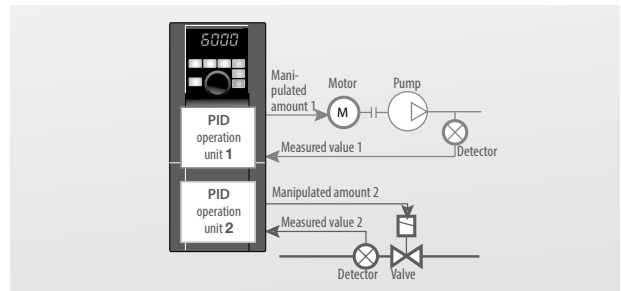 6000
Mani-
pulated
amount 1
Motor
Pump
M
PID
operation
unit 1
Measured value 1
Detector
PID
operation
unit 2
Manipulated amount 2
Measured value 2
Detector
Valve